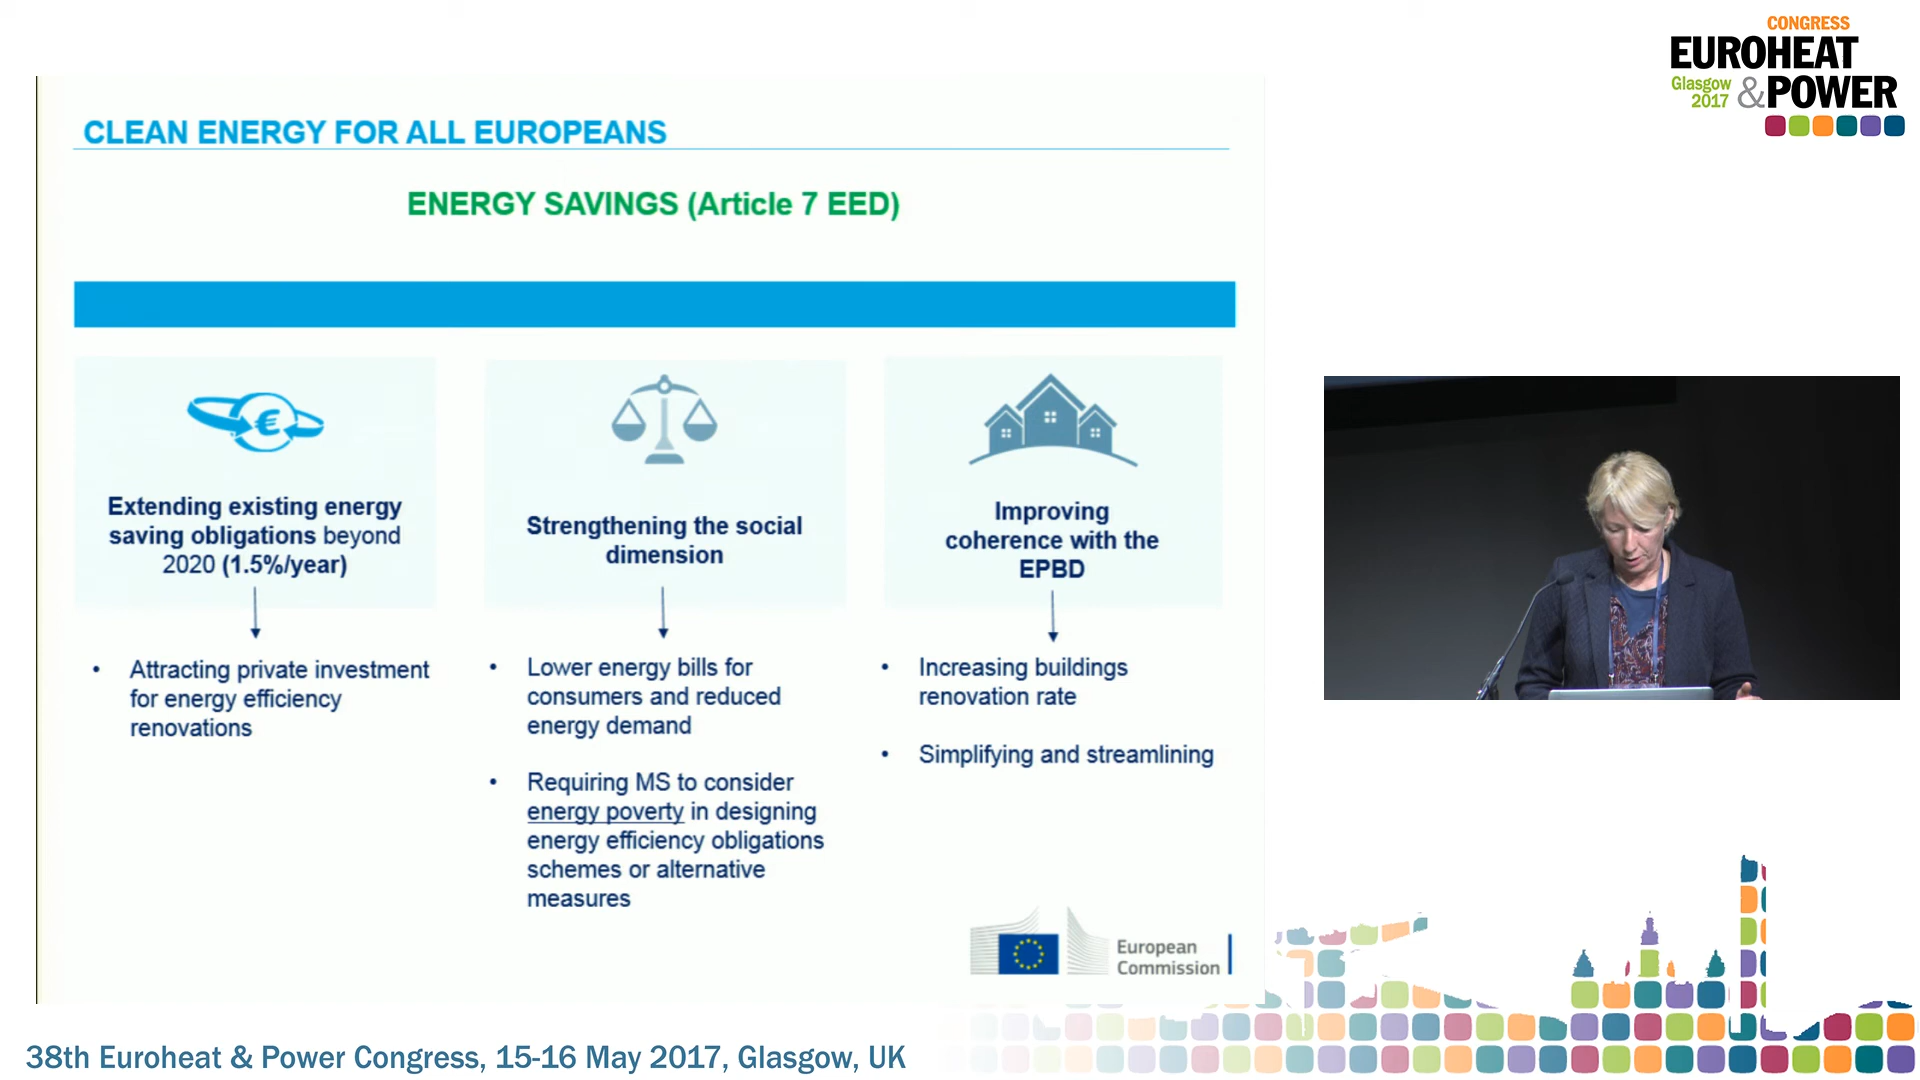 CONGRESS
EUROHEAT
Glasgow
2017
&POWER
CLEAN ENERGY FOR ALL EUROPEANS
ENERGY SAVINGS (Article 7 EED)
€
Extending existing energy
saving obligations beyond
2020 (1.5%/year)
• Attracting private investment
for energy efficiency
renovations
Strengthening the social
dimension
• Lower energy bills for
consumers and reduced
energy demand
• Requiring MS to consider
energy poverty in designing
energy efficiency obligations
schemes or alternative
measures
Improving
coherence with the
EPBD
• Increasing buildings
renovation rate
• Simplifying and streamlining
European
Commission
38th Euroheat & Power Congress, 15-16 May 2017, Glasgow, UK